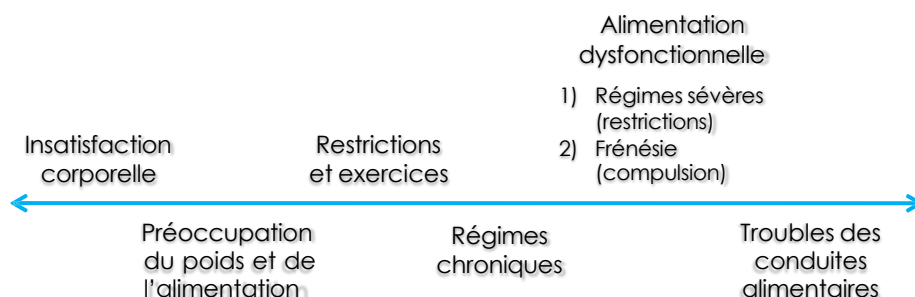 Alimentation
dysfonctionnelle
1) Régimes sévères
(restrictions)
2) Frénésie
(compulsion)
Insatisfaction
corporelle
Restrictions
et exercices
Préoccupation
du poids et de
l'alimentation
Régimes
chroniques
Troubles des
conduites
alimentaires